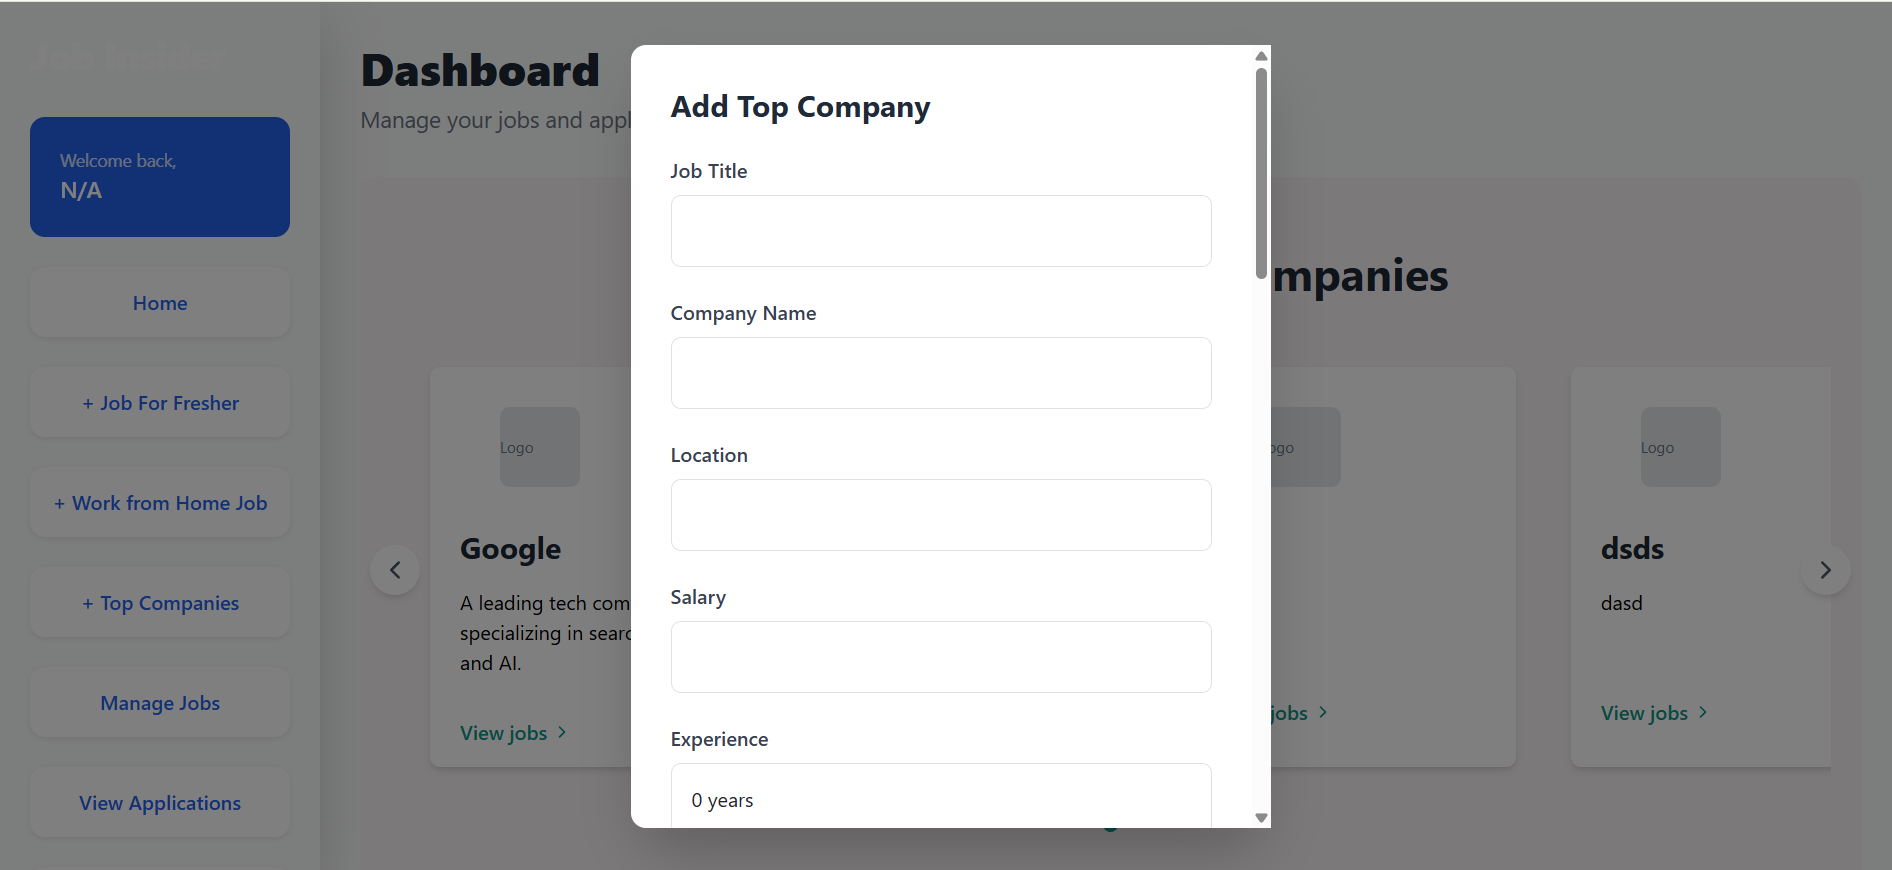 Job Insider
Welcome back,
N/A
Home
+ Job For Fresher
+ Work from Home Job
+ Top Companies
Manage Jobs
View Applications
Dashboard
Manage your jobs and appl
mpanies
Logo
Google
A leading tech com
specializing in searc
and AI.
View jobs
ogo
jobs
Logo
dsds
dasd
View jobs
Add Top Company
Job Title
Company Name
Location
Salary
Experience
0 years